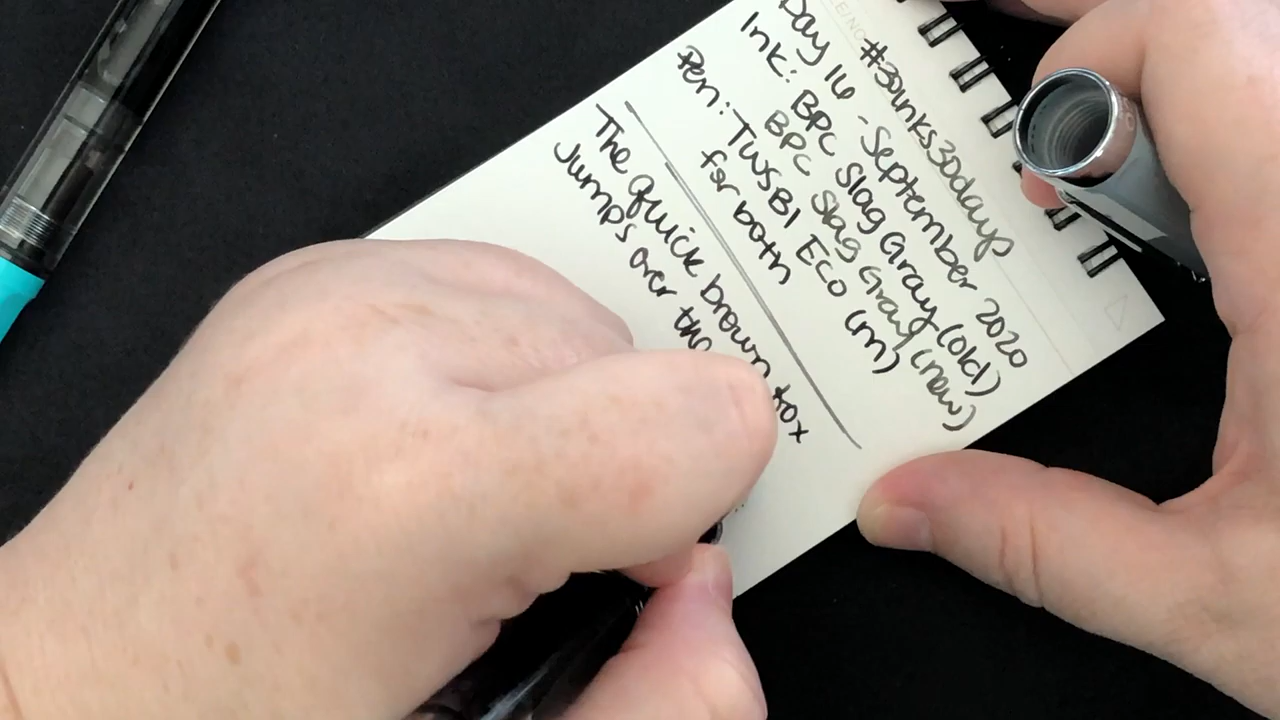 #30inks30days
Day 16 - September 2020
Ink: BPC Slag Gray (old)
BPC Slag Gray (new)
Pen: TWSBI Eco (m)
for both
The quick brown fox
Jumps over the